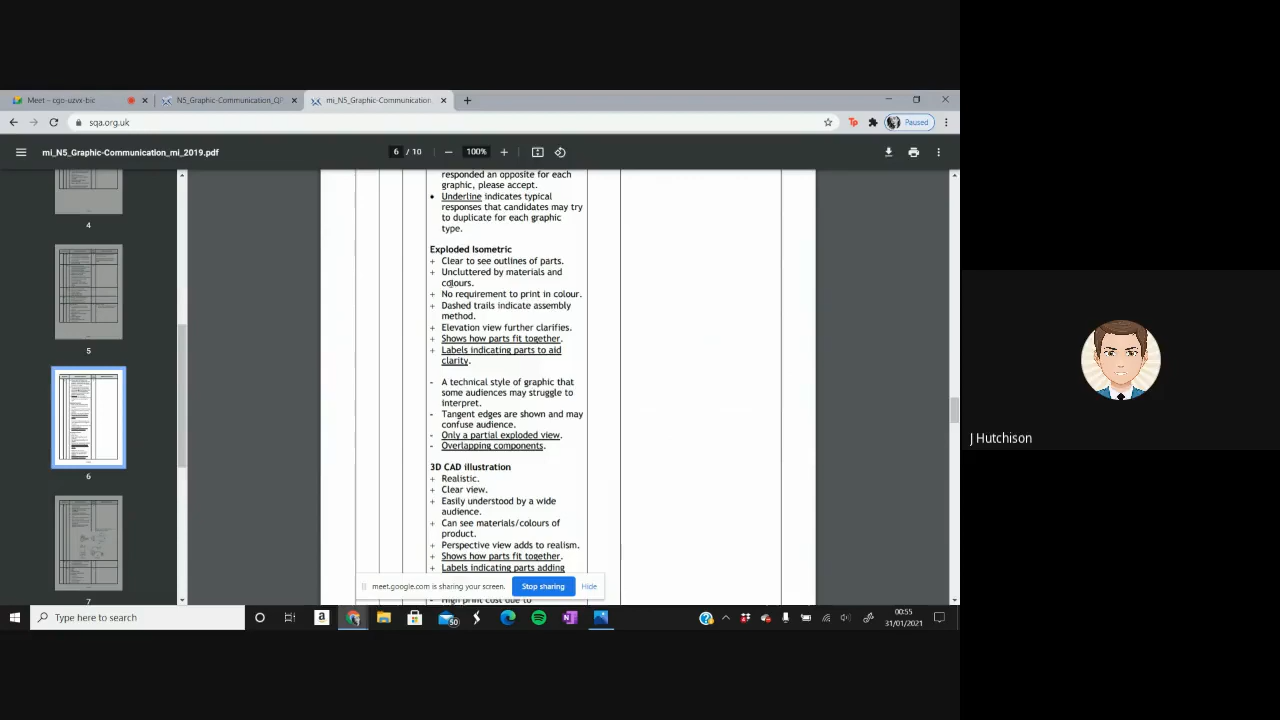 Meet – cgo-uzvx-bic
N5_Graphic-Communication_QP
mi_N5_Graphic-Communication
sqa.org.uk
Paused
mi_N5_Graphic-Communication_mi_2019.pdf
6 / 10
100%
4
5
6
7
responded an opposite for each
graphic, please accept.
• Underline indicates typical
responses that candidates may try
to duplicate for each graphic
type.
Exploded Isometric
+ Clear to see outlines of parts.
+ Uncluttered by materials and
colours.
+ No requirement to print in colour.
+ Dashed trails indicate assembly
method.
+ Elevation view further clarifies.
+ Shows how parts fit together.
+ Labels indicating parts to aid
clarity.
- A technical style of graphic that
some audiences may struggle to
interpret.
- Tangent edges are shown and may
confuse audience.
- Only a partial exploded view.
- Overlapping components.
3D CAD illustration
+ Realistic.
+ Clear view.
+ Easily understood by a wide
audience.
+ Can see materials/colours of
product.
+ Perspective view adds to realism.
+ Shows how parts fit together.
+ Labels indicating parts adding
- High print cost due to
meet.google.com is sharing your screen.
Stop sharing
Hide
Type here to search
50
00:55
31/01/2021
J Hutchison